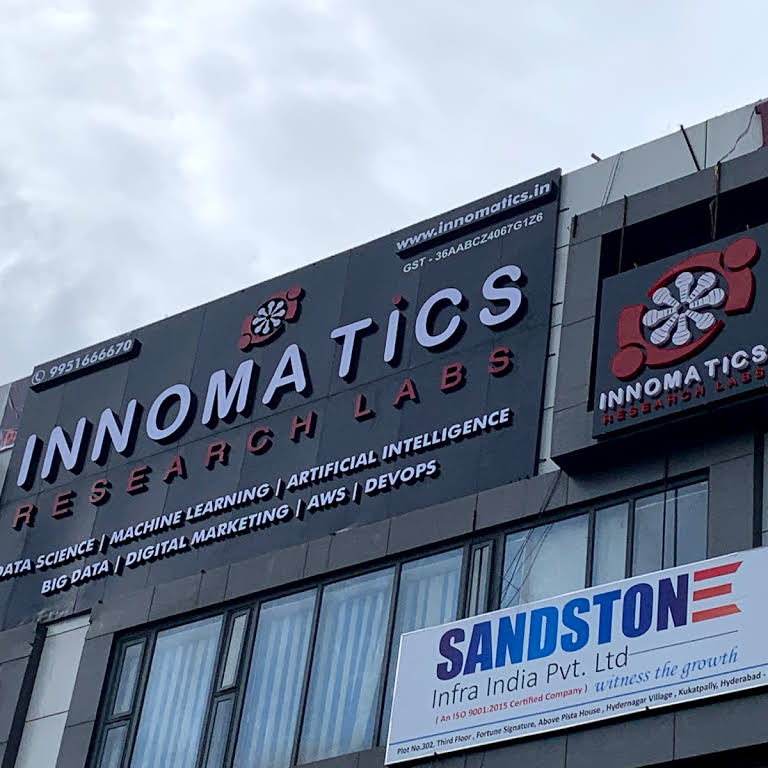 www.innomatics.in
GST - 36AABCZ4067G1Z6
9951666670
INNOMATICS
RESEARCH LABS
DATA SCIENCE | MACHINE LEARNING | ARTIFICIAL INTELLIGENCE
BIG DATA | DIGITAL MARKETING | AWS | DEVOPS
INNOMATICS
RESEARCH LABS
SANDSTONE
Infra India Pvt. Ltd
( An ISO 9001:2015 Certified Company ) witness the growth
Plot No.302, Third Floor, Fortune Signature, Above Pista House, Hydernagar Village, Kukatpally, Hyderabad -